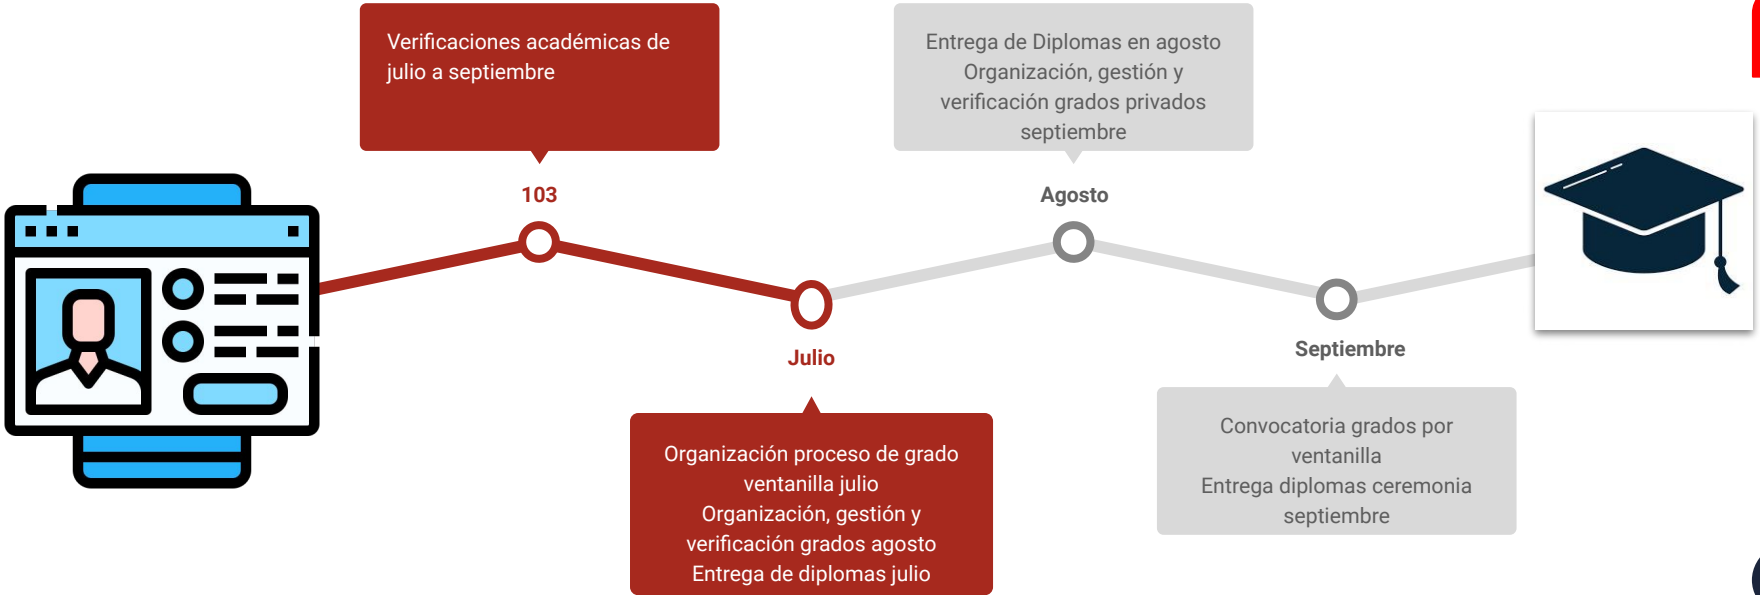 Verificaciones académicas de
julio a septiembre
103
Julio
Organización proceso de grado
ventanilla julio
Organización, gestión y
verificación grados agosto
Entrega de diplomas julio
Entrega de Diplomas en agosto
Organización, gestión y
verificación grados privados
septiembre
Agosto
Septiembre
Convocatoria grados por
ventanilla
Entrega diplomas ceremonia
septiembre